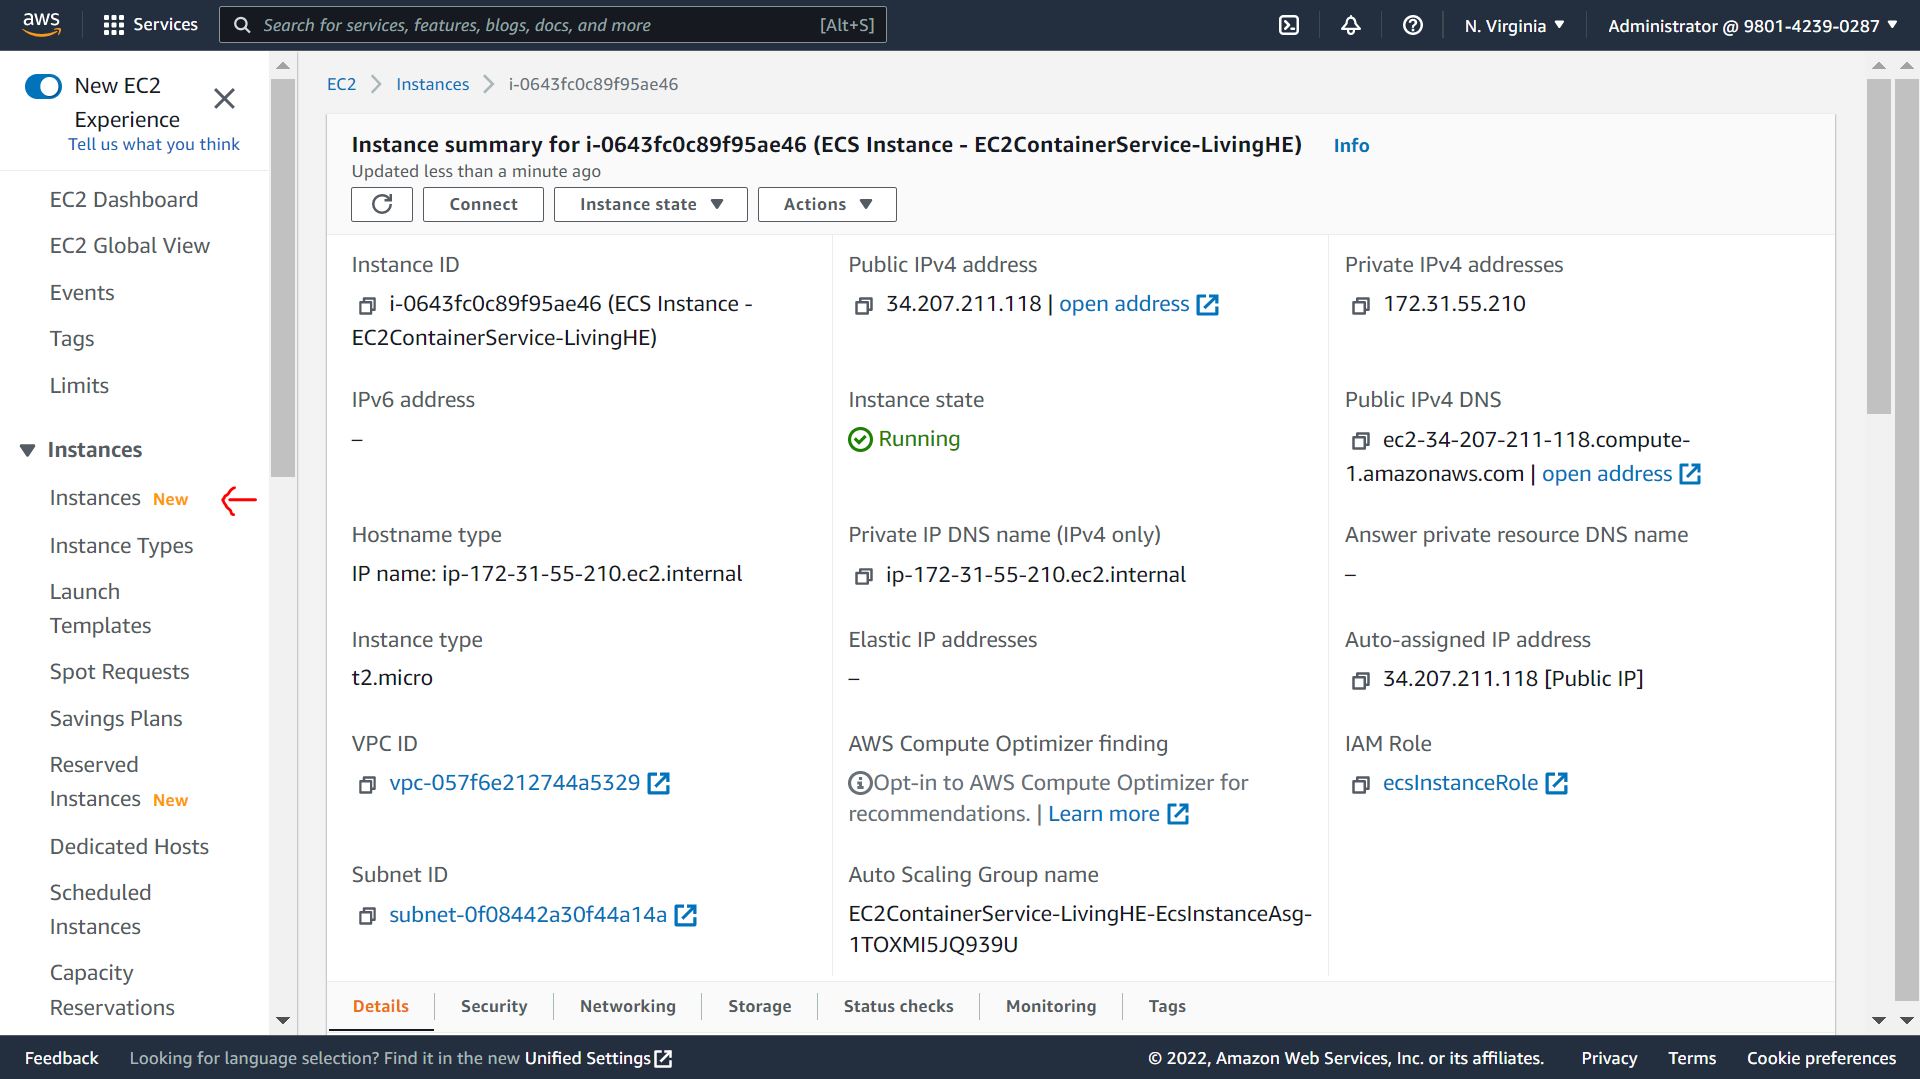 aws
Services
Search for services, features, blogs, docs, and more
[Alt+S]
N. Virginia
Administrator @ 9801-4239-0287
New EC2
Experience
Tell us what you think
EC2 Dashboard
EC2 Global View
Events
Tags
Limits
Instances
Instances New
Instance Types
Launch
Templates
Spot Requests
Savings Plans
Reserved
Instances New
Dedicated Hosts
Scheduled
Instances
Capacity
Reservations
EC2
Instances
i-0643fc0c89f95ae46
Instance summary for i-0643fc0c89f95ae46 (ECS Instance - EC2ContainerService-LivingHE)
Info
Updated less than a minute ago
Connect
Instance state
Actions
Instance ID
i-0643fc0c89f95ae46 (ECS Instance -
EC2ContainerService-LivingHE)
Public IPv4 address
34.207.211.118 | open address
Private IPv4 addresses
172.31.55.210
IPv6 address
–
Instance state
Running
Public IPv4 DNS
ec2-34-207-211-118.compute-
1.amazonaws.com | open address
Hostname type
IP name: ip-172-31-55-210.ec2.internal
Private IP DNS name (IPv4 only)
ip-172-31-55-210.ec2.internal
Answer private resource DNS name
–
Instance type
t2.micro
Elastic IP addresses
–
Auto-assigned IP address
34.207.211.118 [Public IP]
VPC ID
vpc-057f6e212744a5329
AWS Compute Optimizer finding
Opt-in to AWS Compute Optimizer for
recommendations. | Learn more
IAM Role
ecsInstanceRole
Subnet ID
subnet-0f08442a30f44a14a
Auto Scaling Group name
EC2ContainerService-LivingHE-EcsInstanceAsg-
1TOXMI5JQ939U
Details
Security
Networking
Storage
Status checks
Monitoring
Tags
Feedback
Looking for language selection? Find it in the new Unified Settings
© 2022, Amazon Web Services, Inc. or its affiliates.
Privacy
Terms
Cookie preferences